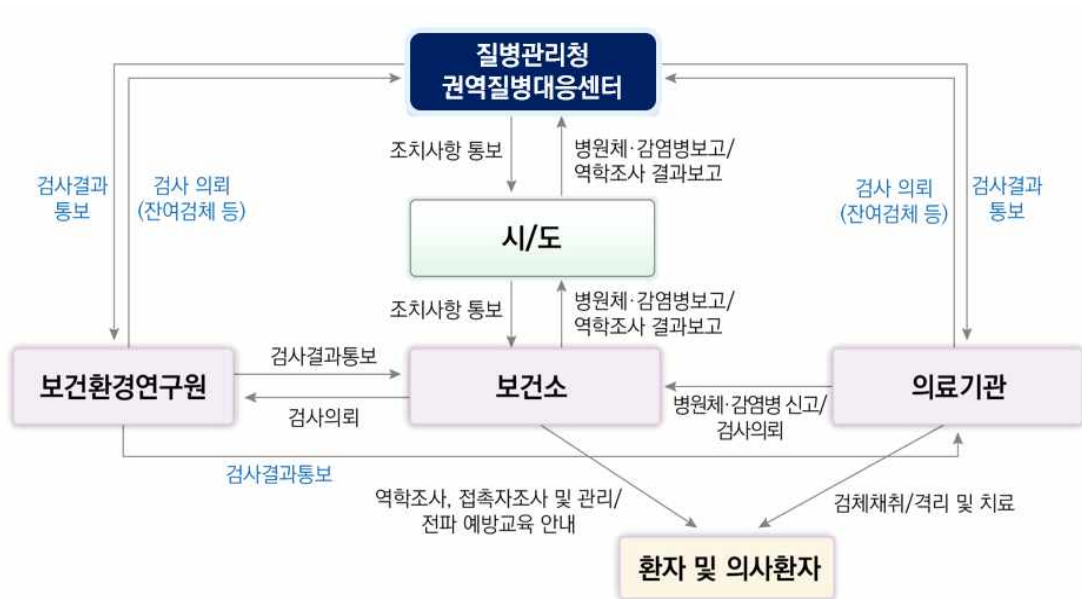 질병관리청
권역질병대응센터
조치사항 통보
병원체·감염병보고/
역학조사 결과보고
검사결과
통보
검사 의뢰
(잔여검체 등)
검사 의뢰
(잔여검체 등)
검사결과
통보
시/도
조치사항 통보
병원체·감염병보고/
역학조사 결과보고
보건환경연구원
검사결과통보
검사의뢰
보건소
병원체·감염병 신고/
검사의뢰
의료기관
검사결과통보
역학조사, 접촉자조사 및 관리/
전파 예방교육 안내
검체채취/격리 및 치료
환자 및 의사환자